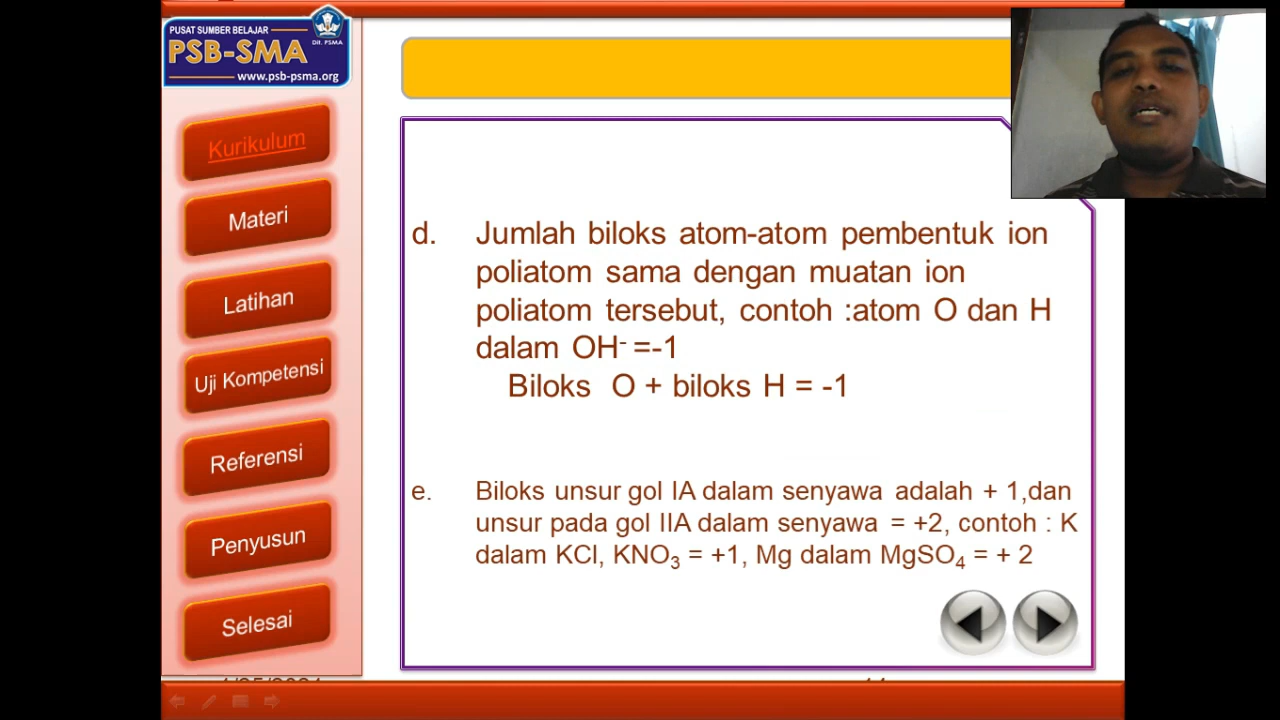 PUSAT SUMBER BELAJAR
PSB-SMA
Dit. PSMA
www.psb-psma.org
Kurikulum
Materi
Latihan
Uji Kompetensi
Referensi
Penyusun
Selesai
d. Jumlah biloks atom-atom pembentuk ion
poliatom sama dengan muatan ion
poliatom tersebut, contoh :atom O dan H
dalam OH⁻ =-1
Biloks O + biloks H = -1
e. Biloks unsur gol IA dalam senyawa adalah + 1,dan
unsur pada gol IIA dalam senyawa = +2, contoh : K
dalam KCl, KNO₃ = +1, Mg dalam MgSO₄ = + 2